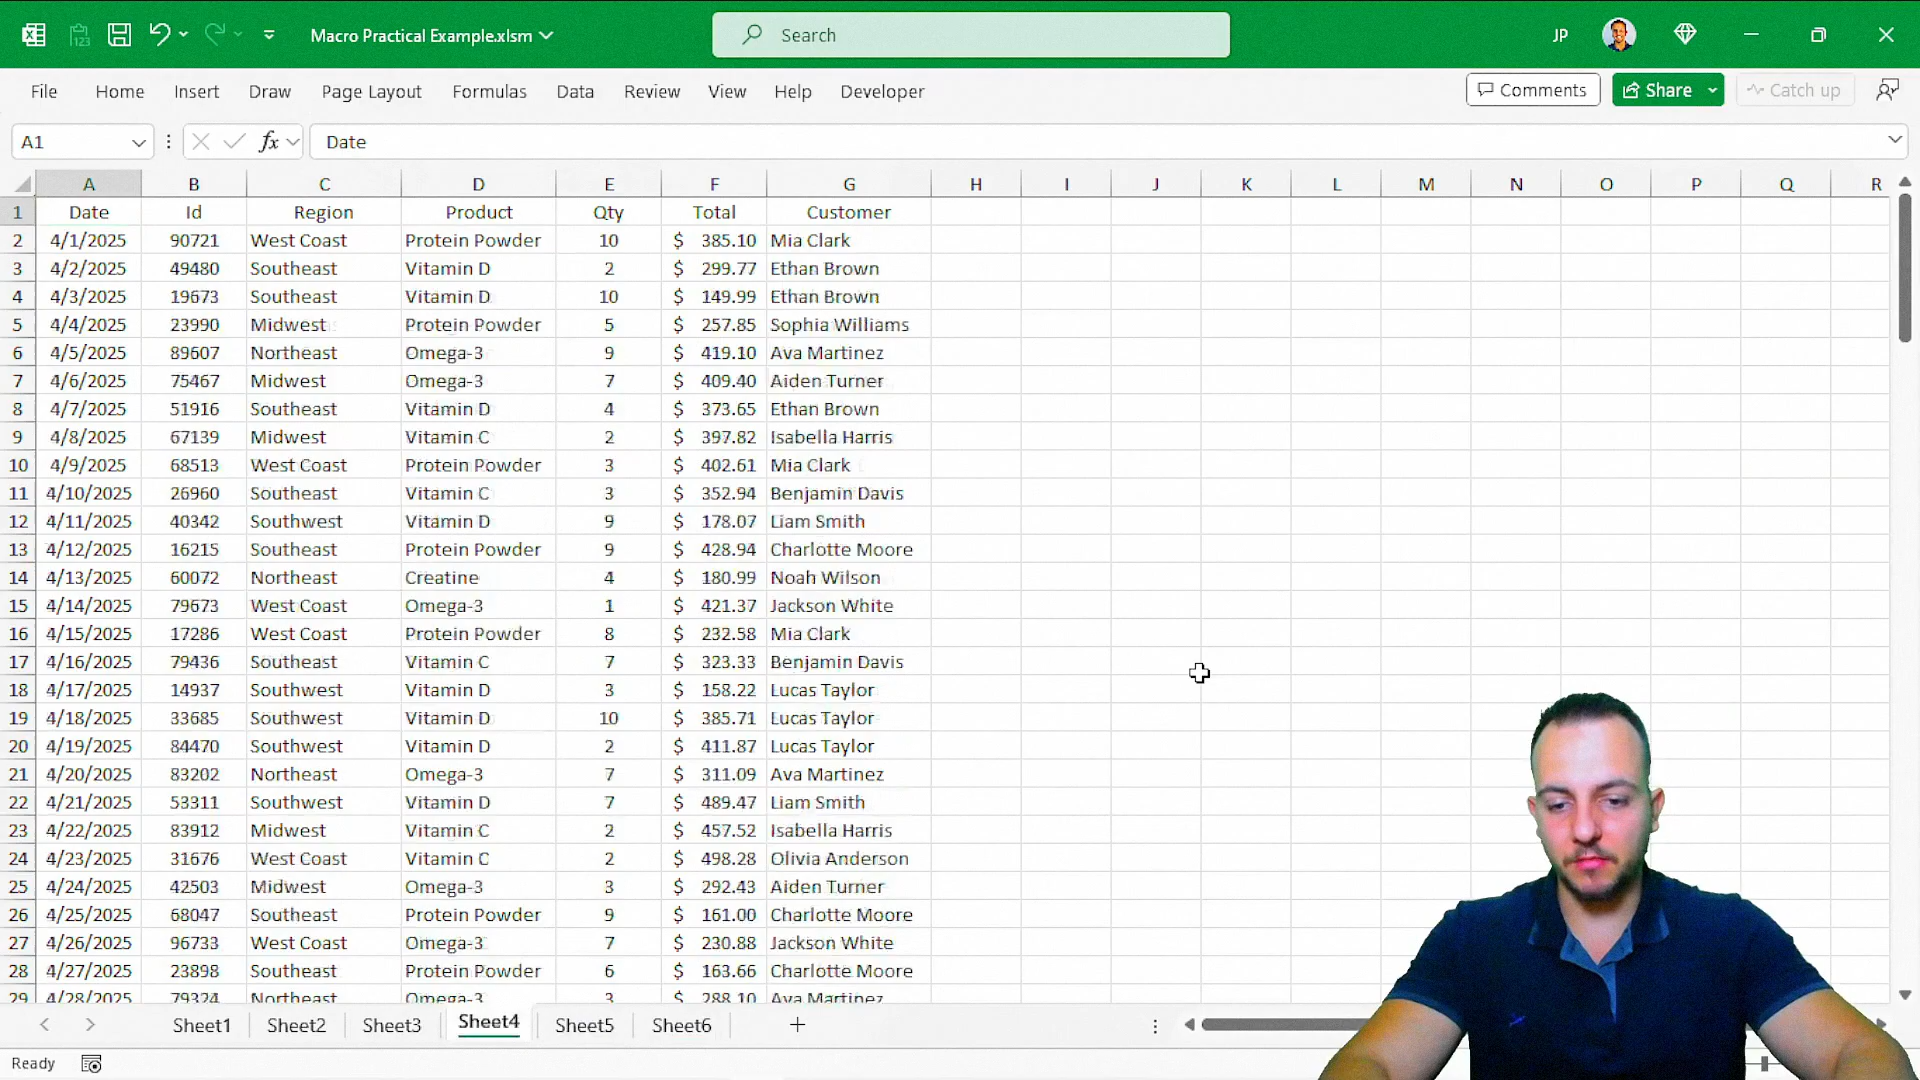 Macro Practical Example.xlsm
Search
JP
File Home Insert Draw Page Layout Formulas Data Review View Help Developer
Comments Share Catch up
A1 fx Date
A B C D E F G H I J K L M N O P Q R
1 Date Id Region Product Qty Total Customer
2 4/1/2025 90721 West Coast Protein Powder 10 $ 385.10 Mia Clark
3 4/2/2025 49480 Southeast Vitamin D 2 $ 299.77 Ethan Brown
4 4/3/2025 19673 Southeast Vitamin D 10 $ 149.99 Ethan Brown
5 4/4/2025 23990 Midwest Protein Powder 5 $ 257.85 Sophia Williams
6 4/5/2025 89607 Northeast Omega-3 9 $ 419.10 Ava Martinez
7 4/6/2025 75467 Midwest Omega-3 7 $ 409.40 Aiden Turner
8 4/7/2025 51916 Southeast Vitamin D 4 $ 373.65 Ethan Brown
9 4/8/2025 67139 Midwest Vitamin C 2 $ 397.82 Isabella Harris
10 4/9/2025 68513 West Coast Protein Powder 3 $ 402.61 Mia Clark
11 4/10/2025 26960 Southeast Vitamin C 3 $ 352.94 Benjamin Davis
12 4/11/2025 40342 Southwest Vitamin D 9 $ 178.07 Liam Smith
13 4/12/2025 16215 Southeast Protein Powder 9 $ 428.94 Charlotte Moore
14 4/13/2025 60072 Northeast Creatine 4 $ 180.99 Noah Wilson
15 4/14/2025 79673 West Coast Omega-3 1 $ 421.37 Jackson White
16 4/15/2025 17286 West Coast Protein Powder 8 $ 232.58 Mia Clark
17 4/16/2025 79436 Southeast Vitamin C 7 $ 323.33 Benjamin Davis
18 4/17/2025 14937 Southwest Vitamin D 3 $ 158.22 Lucas Taylor
19 4/18/2025 33685 Southwest Vitamin D 10 $ 385.71 Lucas Taylor
20 4/19/2025 84470 Southwest Vitamin D 2 $ 411.87 Lucas Taylor
21 4/20/2025 83202 Northeast Omega-3 7 $ 311.09 Ava Martinez
22 4/21/2025 53311 Southwest Vitamin D 7 $ 489.47 Liam Smith
23 4/22/2025 83912 Midwest Vitamin C 2 $ 457.52 Isabella Harris
24 4/23/2025 31676 West Coast Vitamin C 2 $ 498.28 Olivia Anderson
25 4/24/2025 42503 Midwest Omega-3 3 $ 292.43 Aiden Turner
26 4/25/2025 68047 Southeast Protein Powder 9 $ 161.00 Charlotte Moore
27 4/26/2025 96733 West Coast Omega-3 7 $ 230.88 Jackson White
28 4/27/2025 23898 Southeast Protein Powder 6 $ 163.66 Charlotte Moore
29 4/28/2025 79324 Northeast Omega-3 3 $ 288.10 Ava Martinez
Sheet1 Sheet2 Sheet3 Sheet4 Sheet5 Sheet6
Ready